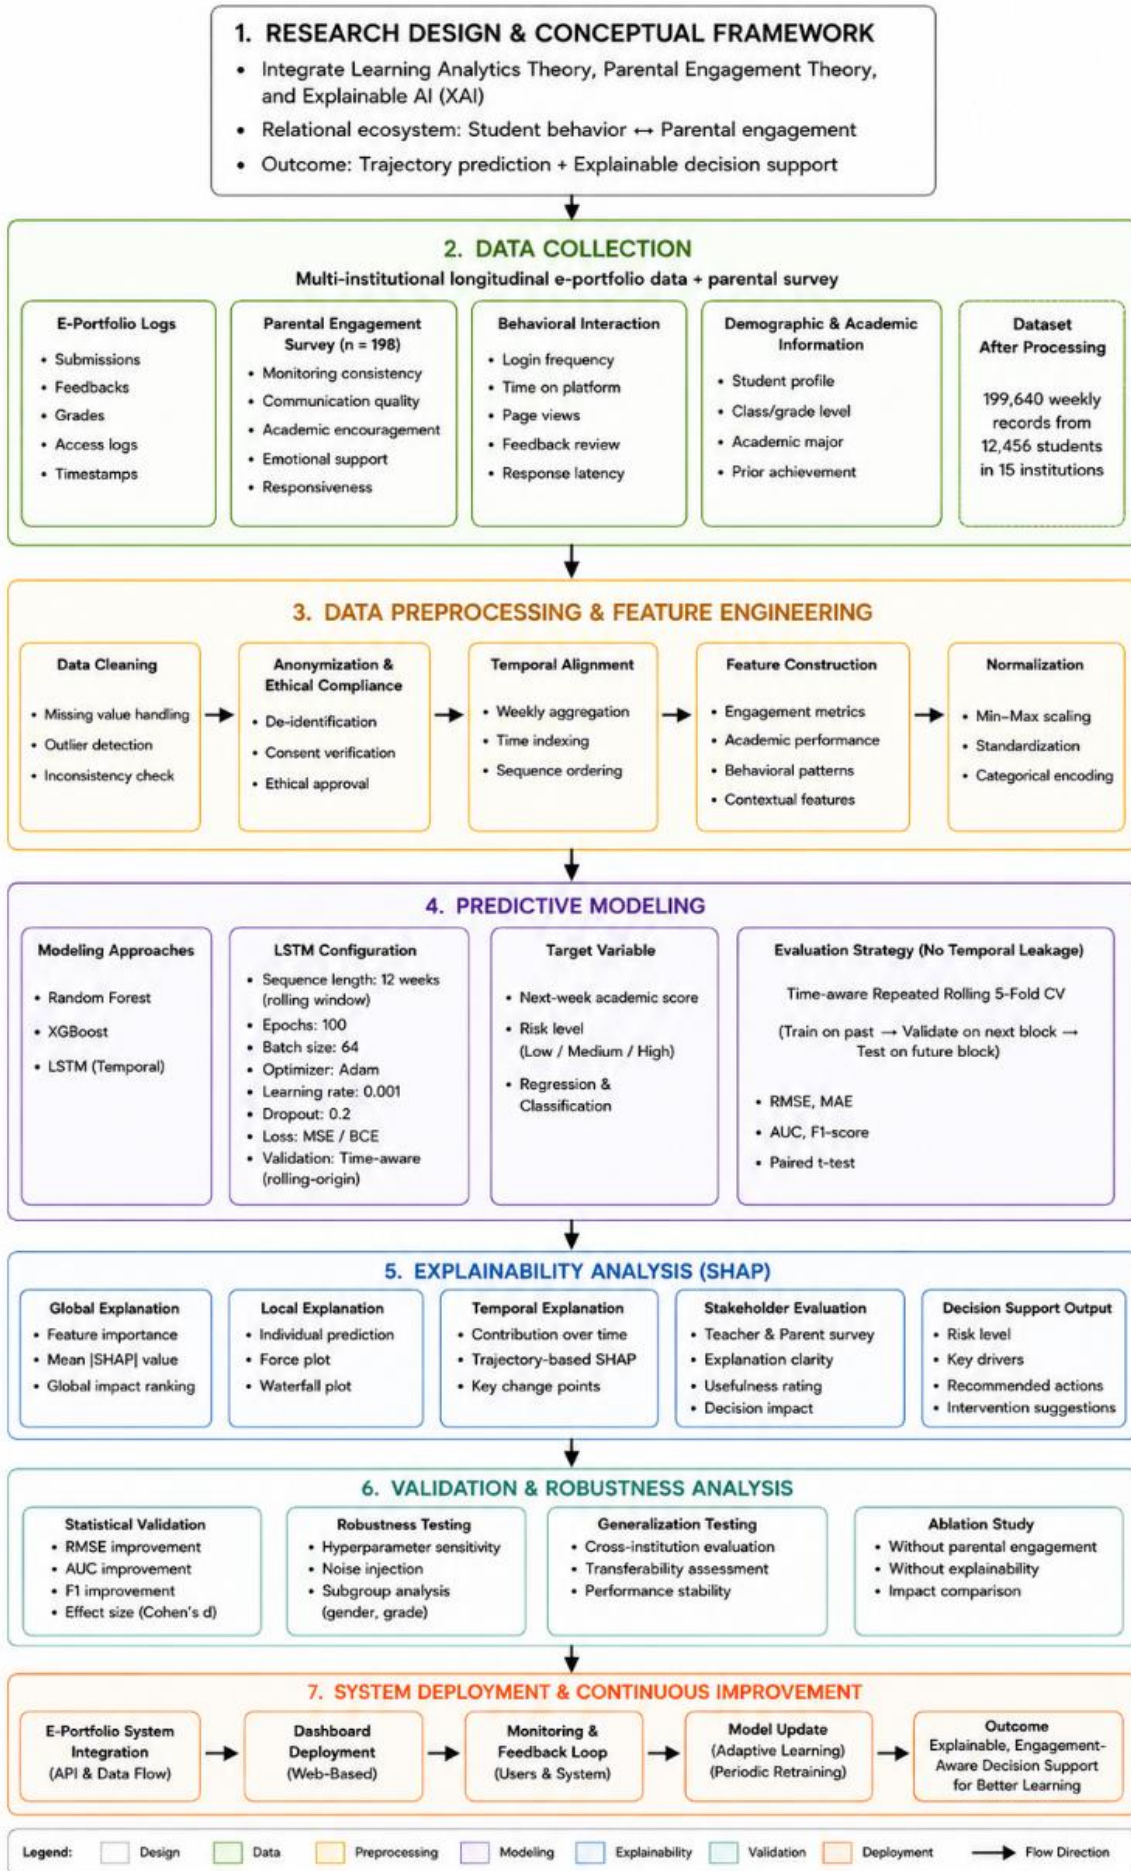 1. RESEARCH DESIGN & CONCEPTUAL FRAMEWORK
• Integrate Learning Analytics Theory, Parental Engagement Theory,
and Explainable AI (XAI)
• Relational ecosystem: Student behavior ↔ Parental engagement
• Outcome: Trajectory prediction + Explainable decision support
2. DATA COLLECTION
Multi-institutional longitudinal e-portfolio data + parental survey
E-Portfolio Logs
• Submissions
• Feedbacks
• Grades
• Access logs
• Timestamps
Parental Engagement
Survey (n = 198)
• Monitoring consistency
• Communication quality
• Academic encouragement
• Emotional support
• Responsiveness
Behavioral Interaction
• Login frequency
• Time on platform
• Page views
• Feedback review
• Response latency
Demographic & Academic
Information
• Student profile
• Class/grade level
• Academic major
• Prior achievement
Dataset
After Processing
199,640 weekly
records from
12,456 students
in 15 institutions
3. DATA PREPROCESSING & FEATURE ENGINEERING
Data Cleaning
• Missing value handling
• Outlier detection
• Inconsistency check
Anonymization &
Ethical Compliance
• De-identification
• Consent verification
• Ethical approval
Temporal Alignment
• Weekly aggregation
• Time indexing
• Sequence ordering
Feature Construction
• Engagement metrics
• Academic performance
• Behavioral patterns
• Contextual features
Normalization
• Min–Max scaling
• Standardization
• Categorical encoding
4. PREDICTIVE MODELING
Modeling Approaches
• Random Forest
• XGBoost
• LSTM (Temporal)
LSTM Configuration
• Sequence length: 12 weeks
(rolling window)
• Epochs: 100
• Batch size: 64
• Optimizer: Adam
• Learning rate: 0.001
• Dropout: 0.2
• Loss: MSE / BCE
• Validation: Time-aware
(rolling-origin)
Target Variable
• Next-week academic score
• Risk level
(Low / Medium / High)
• Regression &
Classification
Evaluation Strategy (No Temporal Leakage)
Time-aware Repeated Rolling 5-Fold CV
(Train on past → Validate on next block →
Test on future block)
• RMSE, MAE
• AUC, F1-score
• Paired t-test
5. EXPLAINABILITY ANALYSIS (SHAP)
Global Explanation
• Feature importance
• Mean |SHAP| value
• Global impact ranking
Local Explanation
• Individual prediction
• Force plot
• Waterfall plot
Temporal Explanation
• Contribution over time
• Trajectory-based SHAP
• Key change points
Stakeholder Evaluation
• Teacher & Parent survey
• Explanation clarity
• Usefulness rating
• Decision impact
Decision Support Output
• Risk level
• Key drivers
• Recommended actions
• Intervention suggestions
6. VALIDATION & ROBUSTNESS ANALYSIS
Statistical Validation
• RMSE improvement
• AUC improvement
• F1 improvement
• Effect size (Cohen's d)
Robustness Testing
• Hyperparameter sensitivity
• Noise injection
• Subgroup analysis
(gender, grade)
Generalization Testing
• Cross-institution evaluation
• Transferability assessment
• Performance stability
Ablation Study
• Without parental engagement
• Without explainability
• Impact comparison
7. SYSTEM DEPLOYMENT & CONTINUOUS IMPROVEMENT
E-Portfolio System
Integration
(API & Data Flow)
Dashboard
Deployment
(Web-Based)
Monitoring &
Feedback Loop
(Users & System)
Model Update
(Adaptive Learning)
(Periodic Retraining)
Outcome
Explainable, Engagement-
Aware Decision Support
for Better Learning
Legend: Design Data Preprocessing Modeling Explainability Validation Deployment Flow Direction